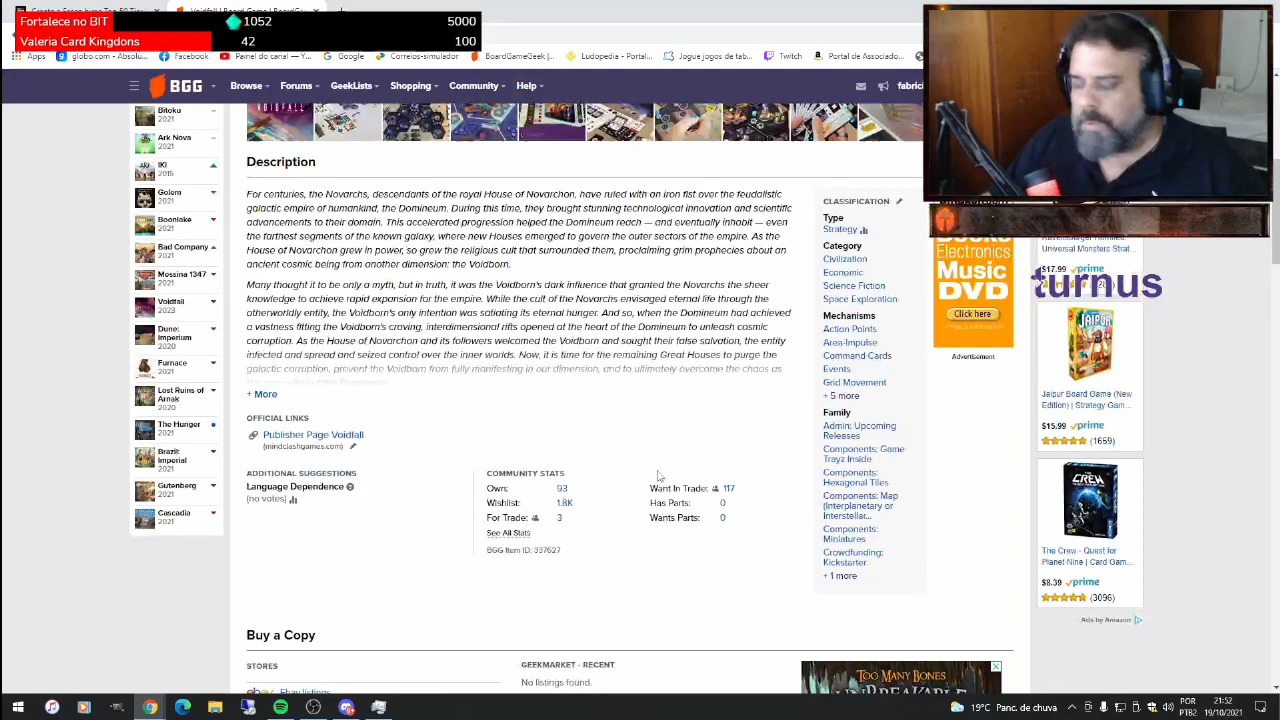 Fortalece no BIT 1052 5000
Valeria Card Kingdons 42 100
Apps globo.com - Absolu... Facebook Painel do canal — Y... Google Correios-simulador BoardGameGeek |... Ludopedia - Portal... Jogue jogos de tab... Twitch Portal do Associado...
BGG Browse Forums GeekLists Shopping Community Help fabric
Bitoku
2021
Ark Nova
2021
IKI
2015
Golem
2021
Boonlake
2021
Bad Company
2021
Messina 1347
2021
Voidfall
2023
Dune:
Imperium
2020
Furnace
2021
Lost Ruins of
Arnak
2020
The Hunger
2021
Brazil:
Imperial
2021
Gutenberg
2021
Cascadia
2021
Description
For centuries, the Novarchs, descendants of the royal House of Novarchon, have ruled with an iron fist over the feudalistic
galactic empire of humankind, the Domineum. During this time, they brought stunning technological innovation and scientific
advancements to their domain. This accelerated progression helped the Domineum reach — and eventually inhabit — even
the farthest segments of the known galaxy, where new Houses emerged to govern the outer sectors of the empire. As the
House of Novarchon grew in power, so grew the religious cult that surrounded them, producing grim prophecies about an
ancient cosmic being from another dimension: the Voidborn.
Many thought it to be only a myth, but in truth, it was the Voidborn's dark influence that granted the Novarchs the sheer
knowledge to achieve rapid expansion for the empire. While the cult of the Novarchs envisaged eternal life through the
otherworldly entity, the Voidborn's only intention was satiating its eternal hunger. And so, when the Domineum had achieved
a vastness fitting the Voidborn's craving, interdimensional rifts opened at the heart of the Domineum to unleash cosmic
corruption. As the House of Novarchon and its followers welcomed the Voidborn and sought their false salvation, the entity
infected and spread and seized control over the inner worlds. Now, it is time for the remaining Great Houses to purge the
galactic corruption, prevent the Voidborn from fully manifesting in our dimension, and to ultimately overcome the chaos as
+ More
OFFICIAL LINKS
Publisher Page Voidfall
(mindclashgames.com)
ADDITIONAL SUGGESTIONS
Language Dependence
(no votes)
COMMUNITY STATS
Own: 93
Wishlist: 1.8K
For Trade: 3
See All Stats
BGG Item ID: 337627
Want In Trade: 117
Has Parts: 0
Wants Parts: 0
CLASSIFICATION
Type
Strategy
Category
Civilization
Economic
Science Fiction
Space Exploration
Mechanisms
Action Points
Area-Impulse
Command Cards
Events
Grid Movement
+ 5 more
Family
Admin: Upcoming
Releases
Components: Game
Trayz Inside
Components:
Hexagonal Tiles
Components: Map
(Interplanetary or
Interstellar...
Components:
Miniatures
Crowdfunding:
Kickstarter
+ 1 more
Buy a Copy
STORES
Ebay listings
GEEKMARKET - RECENT
No listings found.
TOO MANY BONES
UNBREAKABLE
Electronics
Music
DVD
Click here
Privacy Information
Advertisement
Universal Monsters Strat...
$17.99 prime
turnus
JAIPUR
Jaipur Board Game (New
Edition) | Strategy Gam...
$15.99 prime
(1659)
THE CREW
The Crew - Quest for
Planet Nine | Card Gam...
$8.39 prime
(3096)
Ads by Amazon
19°C POR 21:52
PTB2 19/10/2021